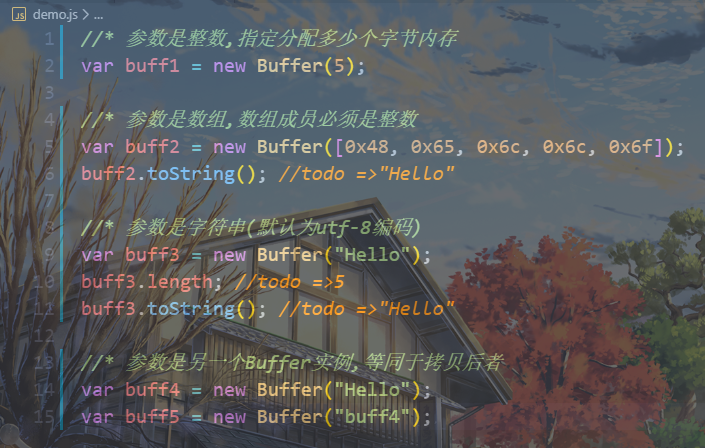 JS demo.js > ...
1 //* 参数是整数,指定分配多少个字节内存
2 var buff1 = new Buffer(5);
3
4 //* 参数是数组,数组成员必须是整数
5 var buff2 = new Buffer([0x48, 0x65, 0x6c, 0x6c, 0x6f]);
6 buff2.toString(); //todo =>"Hello"
7
8 //* 参数是字符串(默认为utf-8编码)
9 var buff3 = new Buffer("Hello");
10 buff3.length; //todo =>5
11 buff3.toString(); //todo =>"Hello"
12
13 //* 参数是另一个Buffer实例,等同于拷贝后者
14 var buff4 = new Buffer("Hello");
15 var buff5 = new Buffer("buff4");